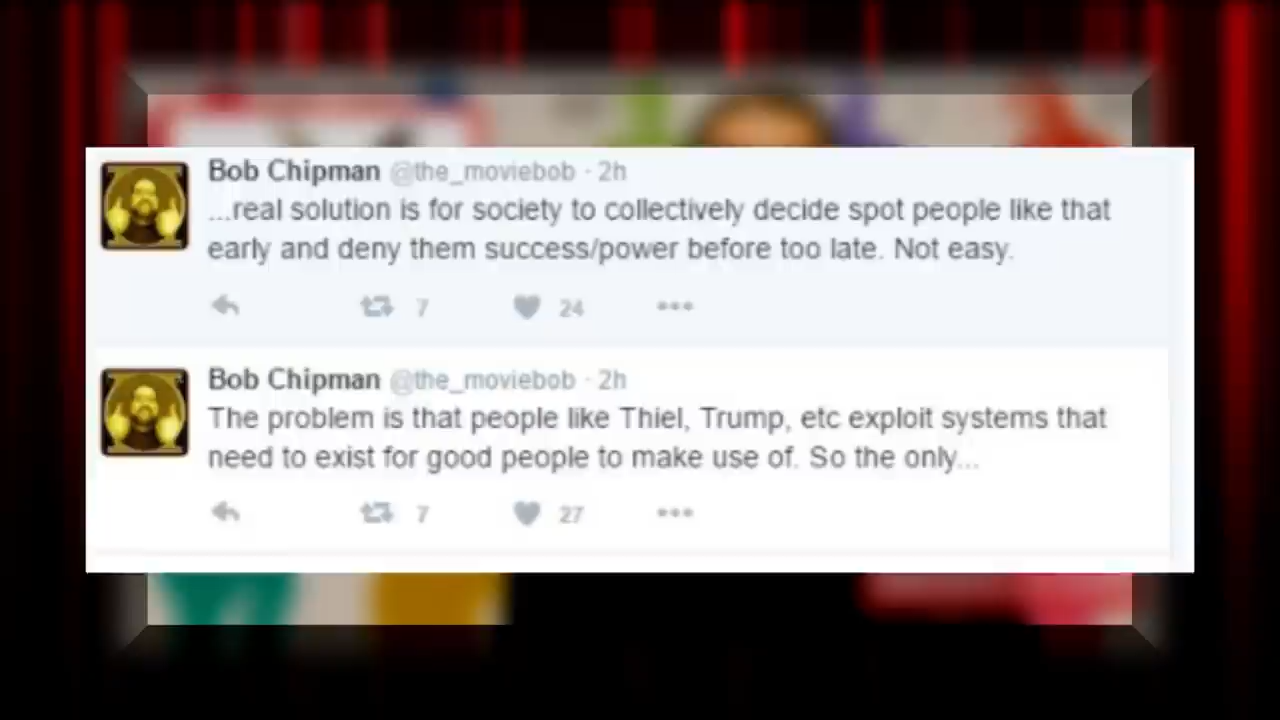 Bob Chipman @the_moviebob · 2h
...real solution is for society to collectively decide spot people like that
early and deny them success/power before too late. Not easy.
7 24
Bob Chipman @the_moviebob · 2h
The problem is that people like Thiel, Trump, etc exploit systems that
need to exist for good people to make use of. So the only...
7 27